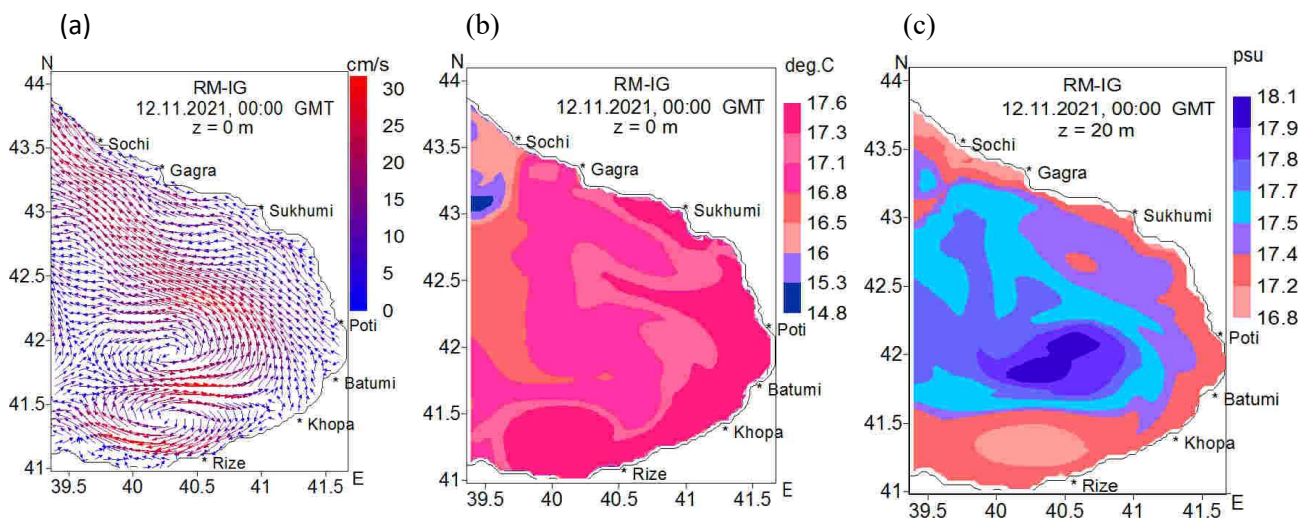 (a)
(b)
(c)
N
cm/s
RM-IG
12.11.2021, 00:00 GMT
z = 0 m
44
43.5
43
42.5
42
41.5
41
39.5
40
40.5
41
41.5
E
* Sochi
* Gagra
* Sukhumi
* Poti
* Batumi
* Khopa
* Rize
30
20
10
5
0
N
deg.C
RM-IG
12.11.2021, 00:00 GMT
z = 0 m
44
43.5
43
42.5
42
41.5
41
39.5
40
40.5
41
41.5
E
* Sochi
* Gagra
* Sukhumi
* Poti
* Batumi
* Khopa
* Rize
17.6
17.3
17.1
16.8
16.5
16
15.3
14.8
N
psu
RM-IG
12.11.2021, 00:00 GMT
z = 20 m
44
43.5
43
42.5
42
41.5
41
39.5
40
40.5
41
41.5
E
* Sochi
* Gagra
* Sukhumi
* Poti
* Batumi
* Khopa
* Rize
18.1
17.9
17.8
17.7
17.5
17.4
17.2
16.8